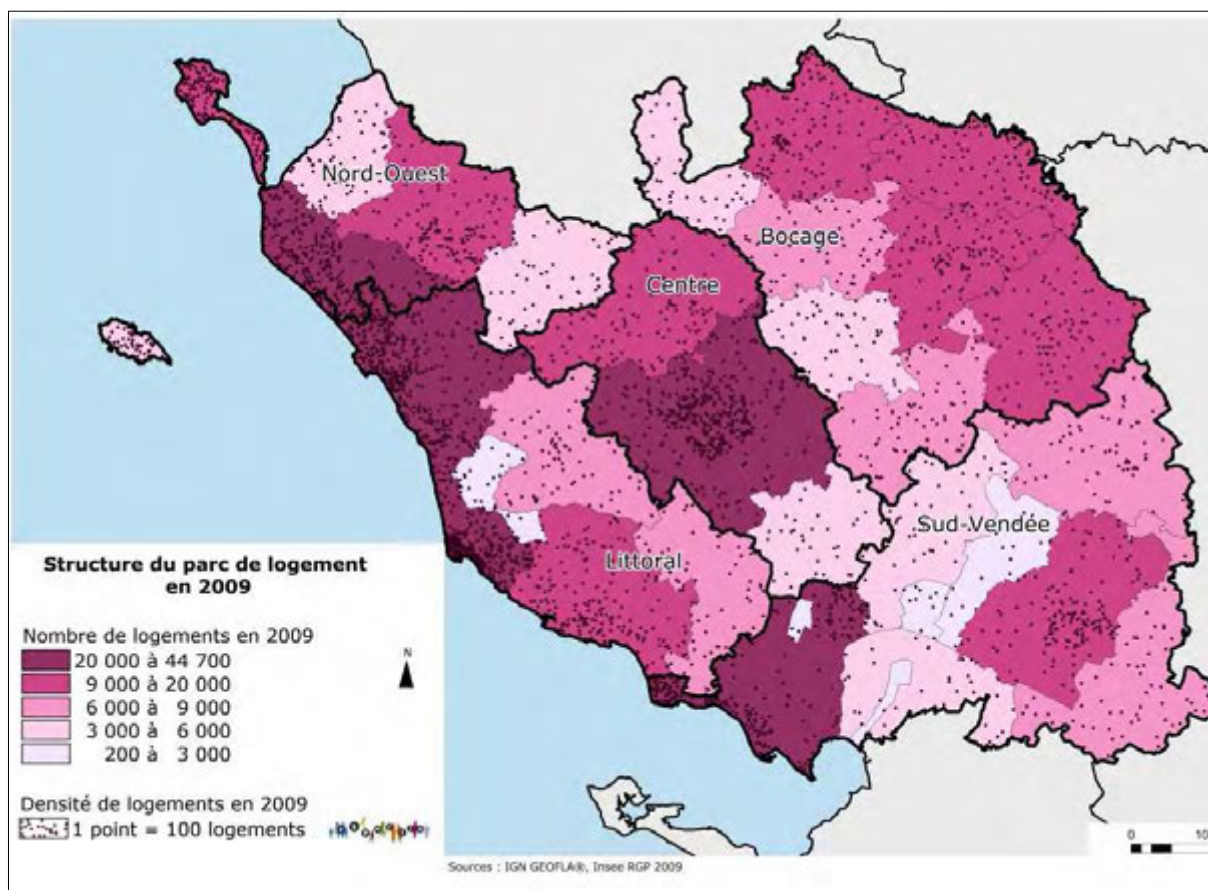 Nord-Ouest
Bocage
Centre
Sud-Vendée
Littoral
Structure du parc de logement
en 2009
Nombre de logements en 2009
20 000 à 44 700
9 000 à 20 000
6 000 à 9 000
3 000 à 6 000
200 à 3 000
N
Densité de logements en 2009
1 point = 100 logements
0 10
Sources : IGN GEOFLA®, Insee RGP 2009